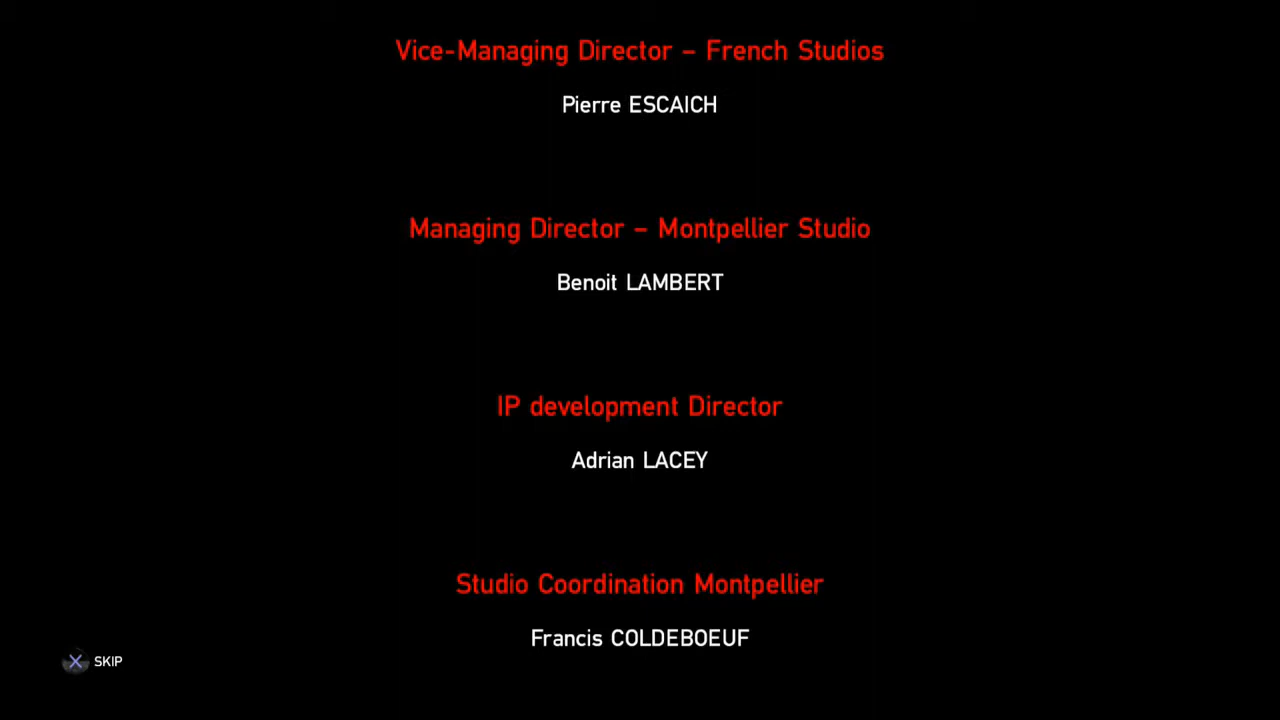 Vice-Managing Director – French Studios
Pierre ESCAICH
Managing Director – Montpellier Studio
Benoit LAMBERT
IP development Director
Adrian LACEY
Studio Coordination Montpellier
Francis COLDEBOEUF
SKIP